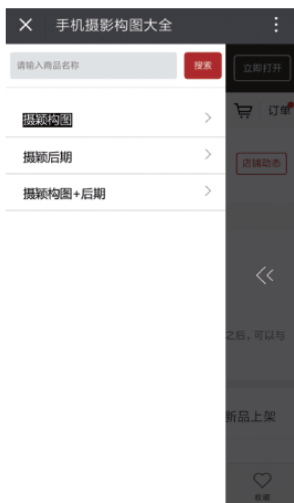 手机摄影构图大全
请输入商品名称
搜索
立即打开
订单
摄颖构图
店铺动态
摄颖后期
摄颖构图+后期
之后，可以与
新品上架
收藏